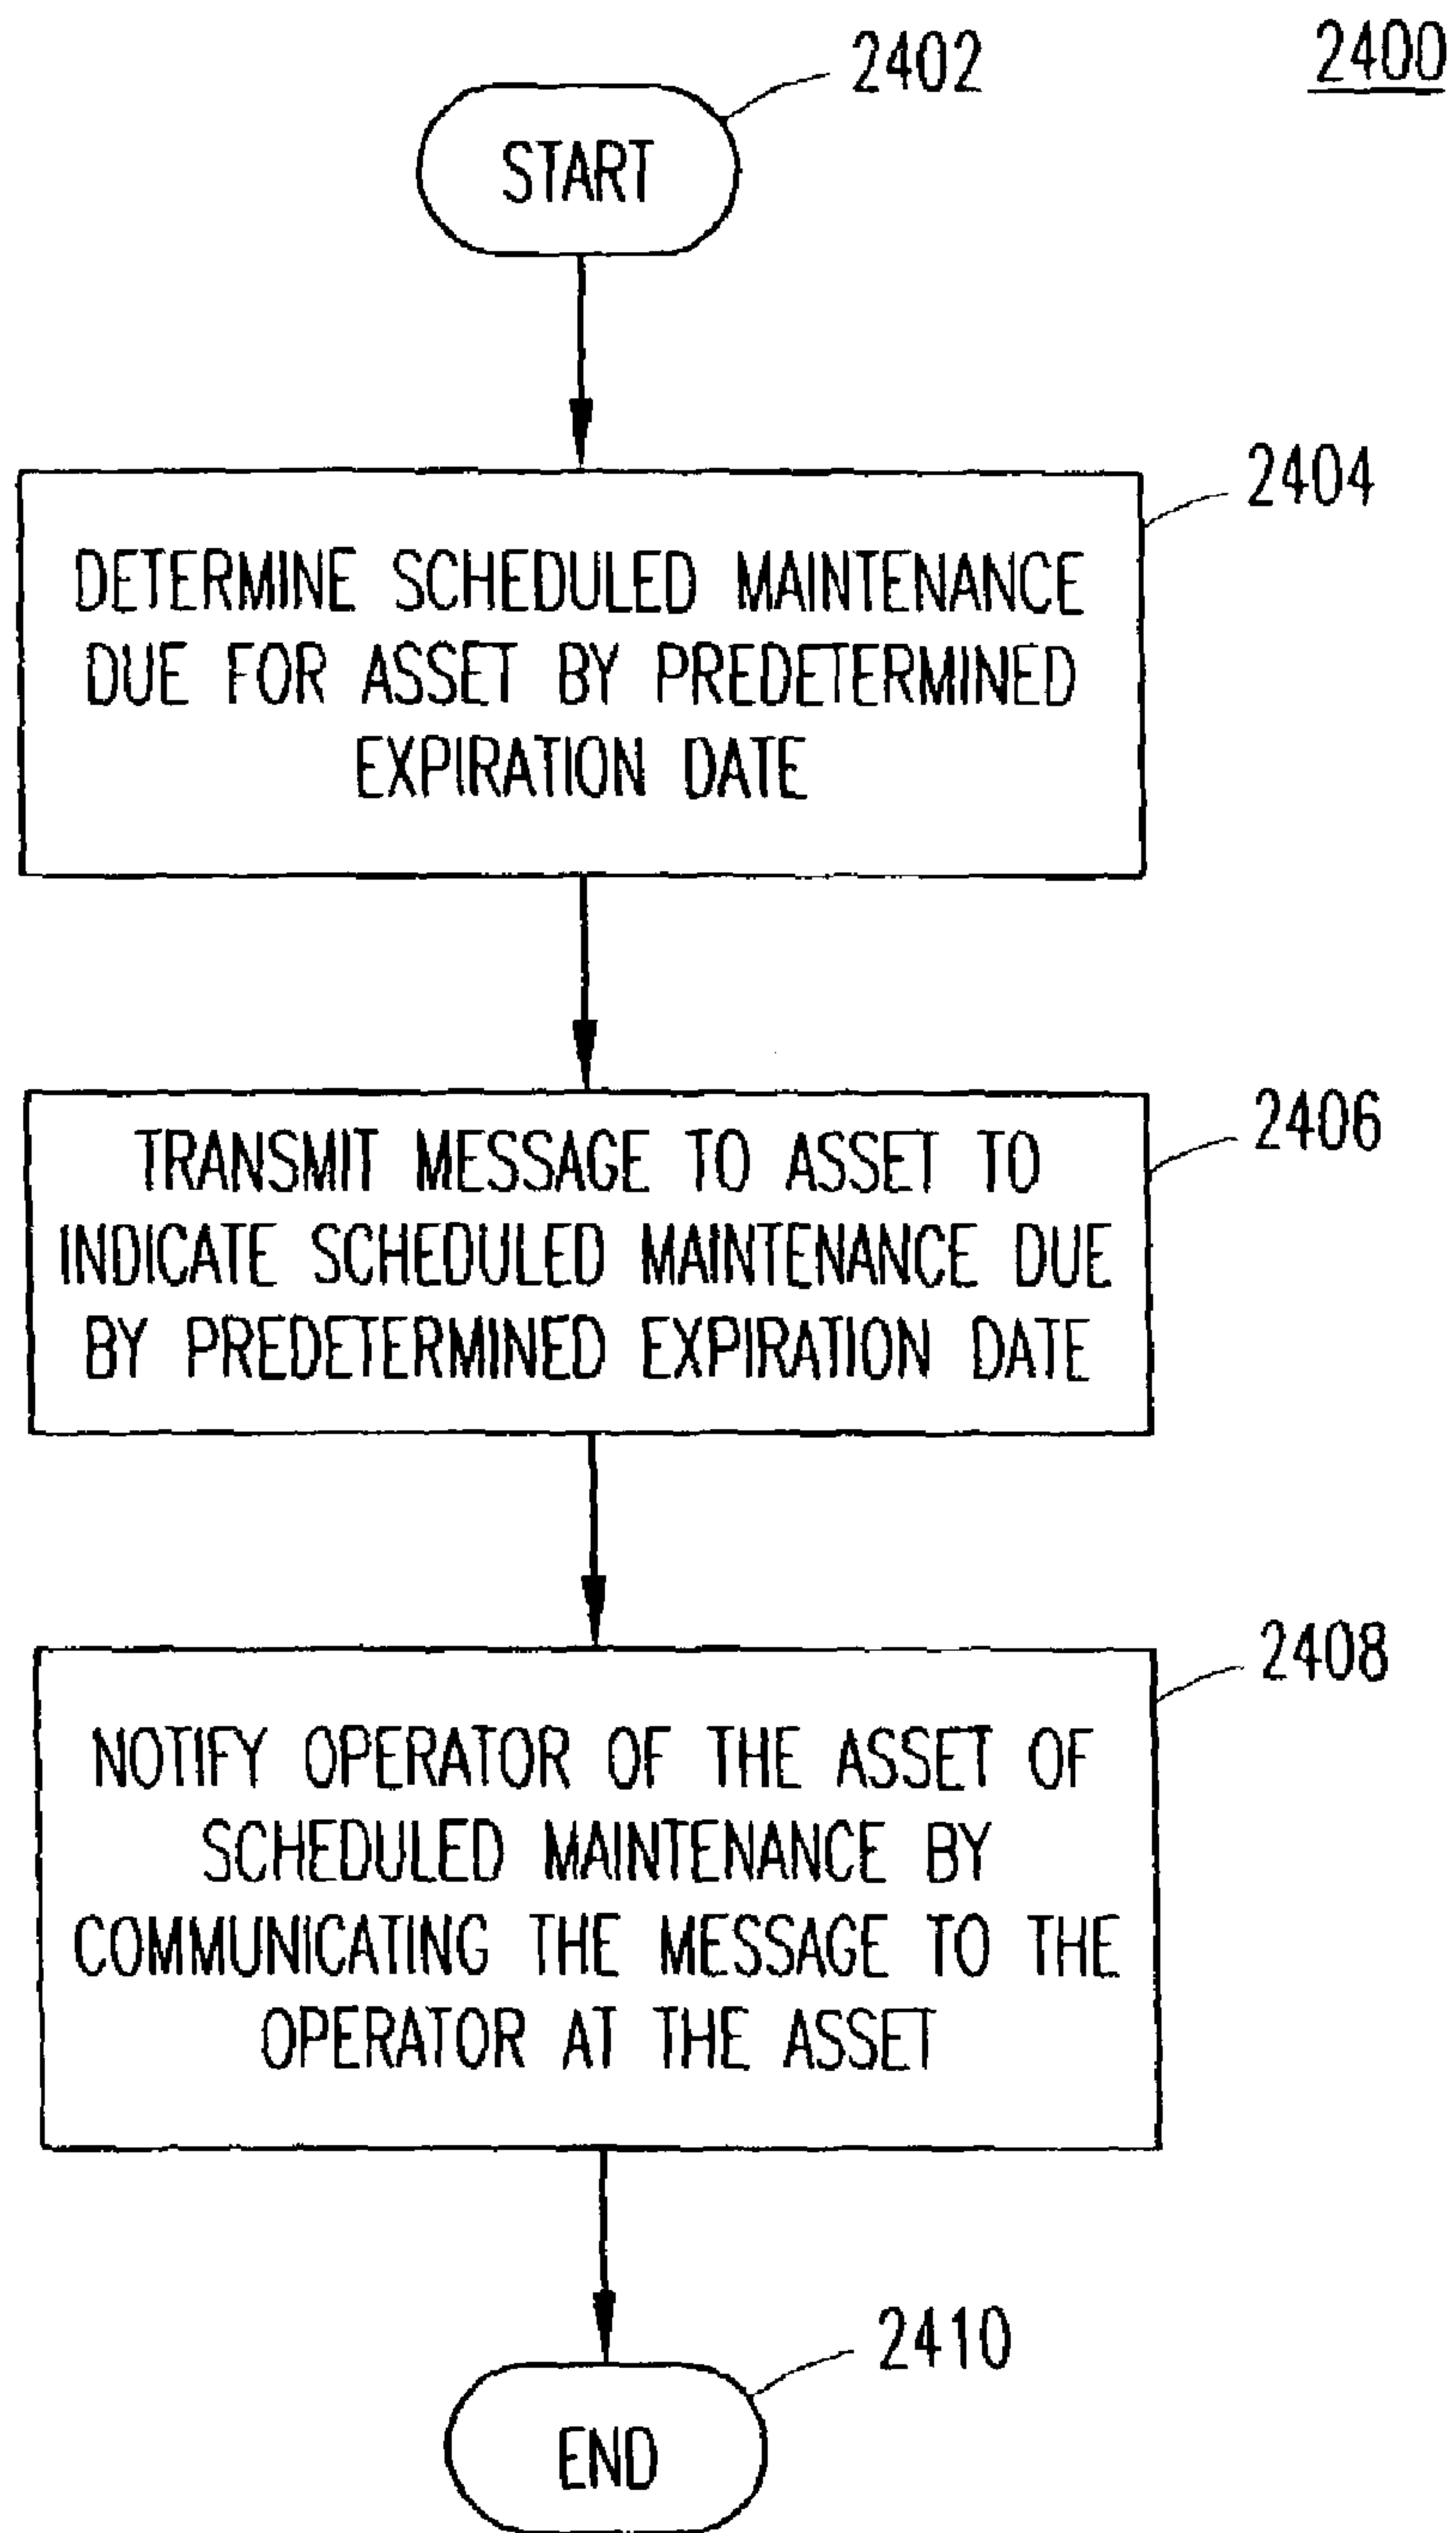 2400
2402
START
2404
DETERMINE SCHEDULED MAINTENANCE
DUE FOR ASSET BY PREDETERMINED
EXPIRATION DATE
2406
TRANSMIT MESSAGE TO ASSET TO
INDICATE SCHEDULED MAINTENANCE DUE
BY PREDETERMINED EXPIRATION DATE
2408
NOTIFY OPERATOR OF THE ASSET OF
SCHEDULED MAINTENANCE BY
COMMUNICATING THE MESSAGE TO THE
OPERATOR AT THE ASSET
2410
END